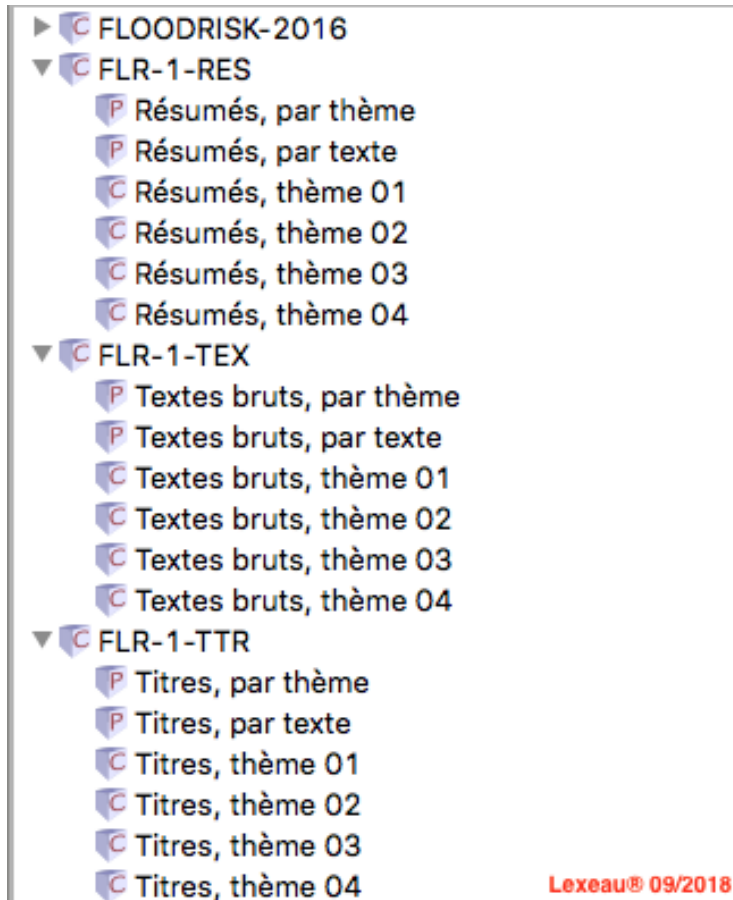 C FLOODRISK-2016
C FLR-1-RES
P Résumés, par thème
P Résumés, par texte
C Résumés, thème 01
C Résumés, thème 02
C Résumés, thème 03
C Résumés, thème 04
C FLR-1-TEX
P Textes bruts, par thème
P Textes bruts, par texte
C Textes bruts, thème 01
C Textes bruts, thème 02
C Textes bruts, thème 03
C Textes bruts, thème 04
C FLR-1-TTR
P Titres, par thème
P Titres, par texte
C Titres, thème 01
C Titres, thème 02
C Titres, thème 03
C Titres, thème 04
Lexeau® 09/2018